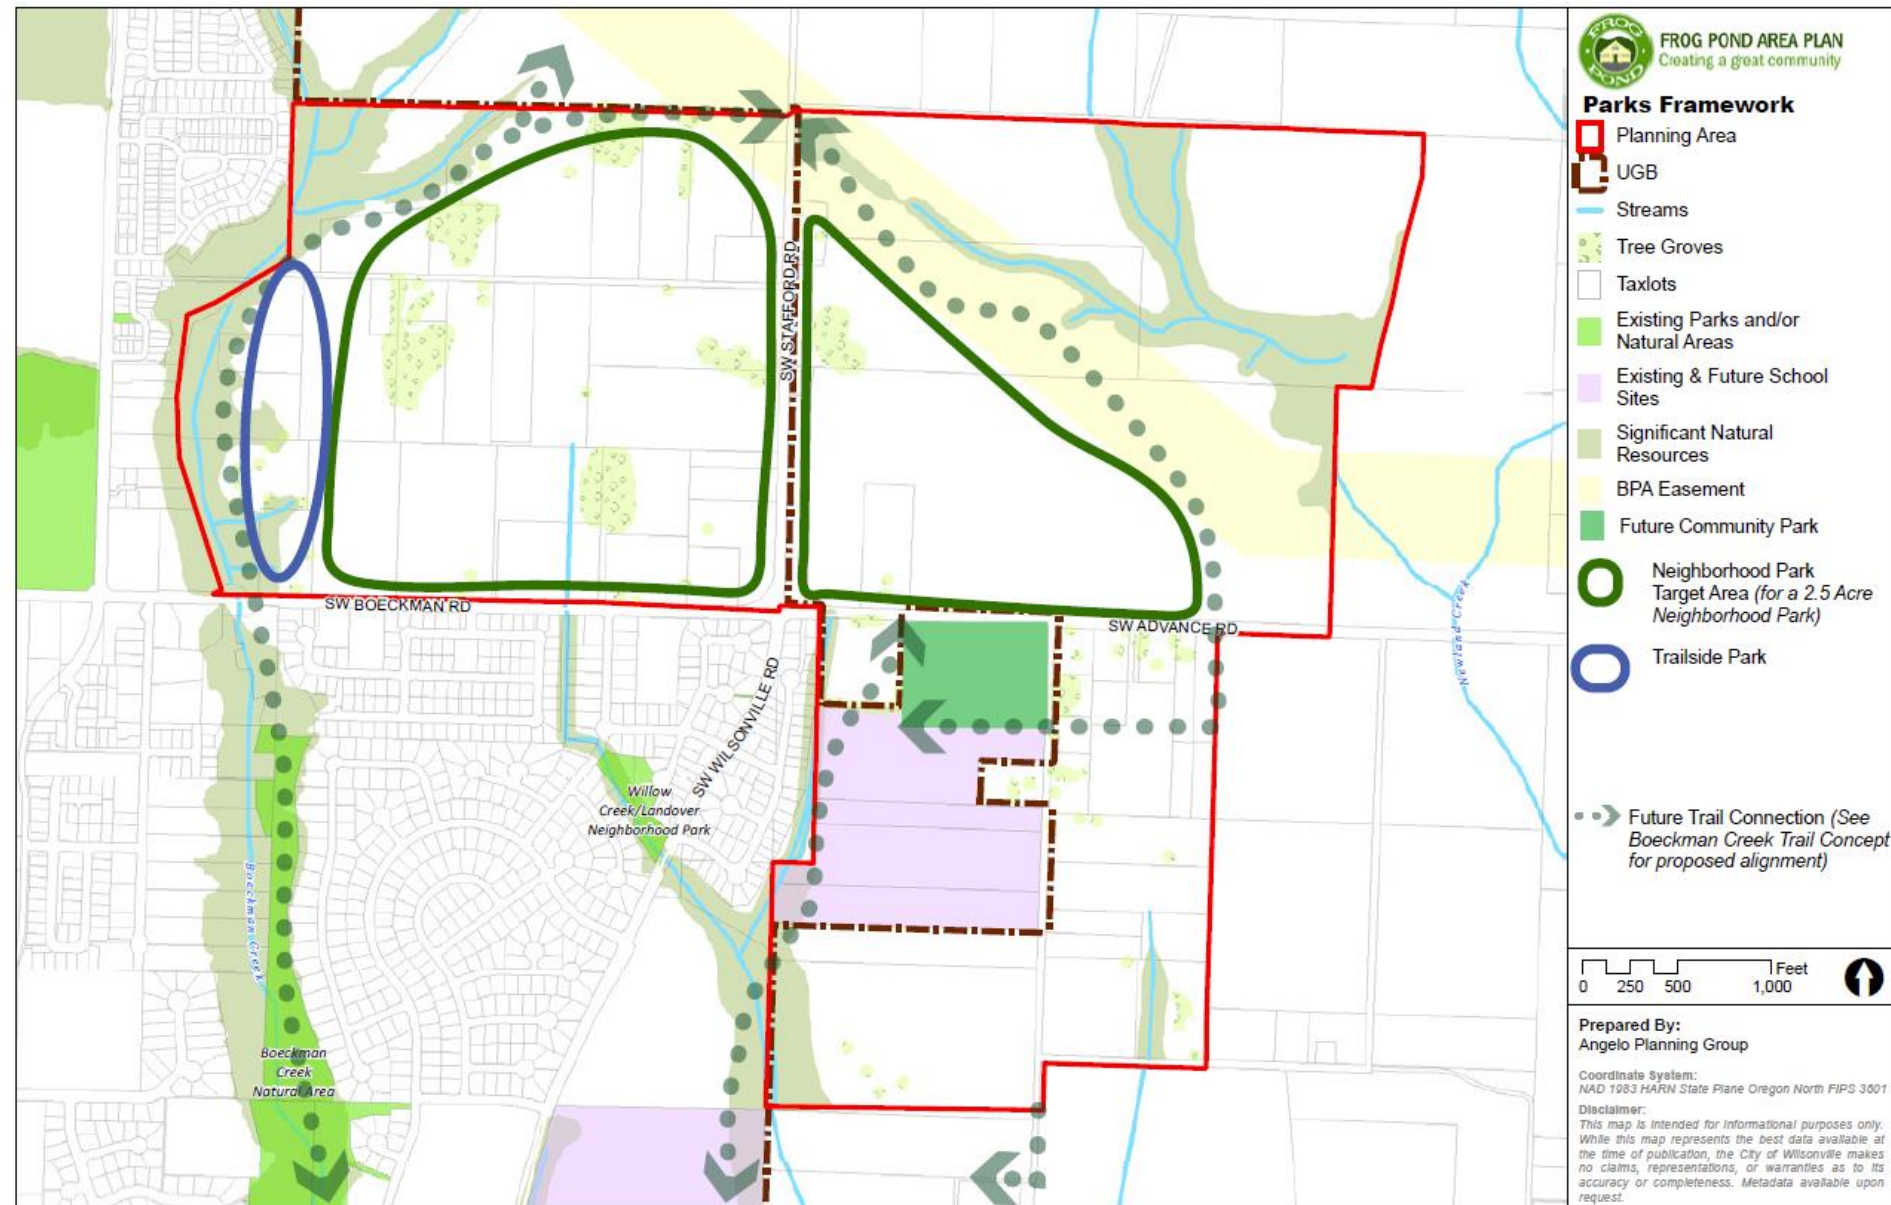 FROG
POND
FROG POND AREA PLAN
Creating a great community
Parks Framework
Planning Area
UGB
Streams
Tree Groves
Taxlots
Existing Parks and/or
Natural Areas
Existing & Future School
Sites
Significant Natural
Resources
BPA Easement
Future Community Park
Neighborhood Park
Target Area (for a 2.5 Acre
Neighborhood Park)
Trailside Park
Future Trail Connection (See
Boeckman Creek Trail Concept
for proposed alignment)
Feet
0 250 500 1,000
Prepared By:
Angelo Planning Group
Coordinate System:
NAD 1983 HARN State Plane Oregon North FIPS 3601
Disclaimer:
This map is intended for informational purposes only.
While this map represents the best data available at
the time of publication, the City of Wilsonville makes
no claims, representations, or warranties as to its
accuracy or completeness. Metadata available upon
request.
SW STAFFORD RD
SW BOECKMAN RD
SW ADVANCE RD
SW WILSONVILLE RD
Newland Creek
Willow
Creek/Landover
Neighborhood Park
Boeckman Creek
Boeckman
Creek
Natural Area